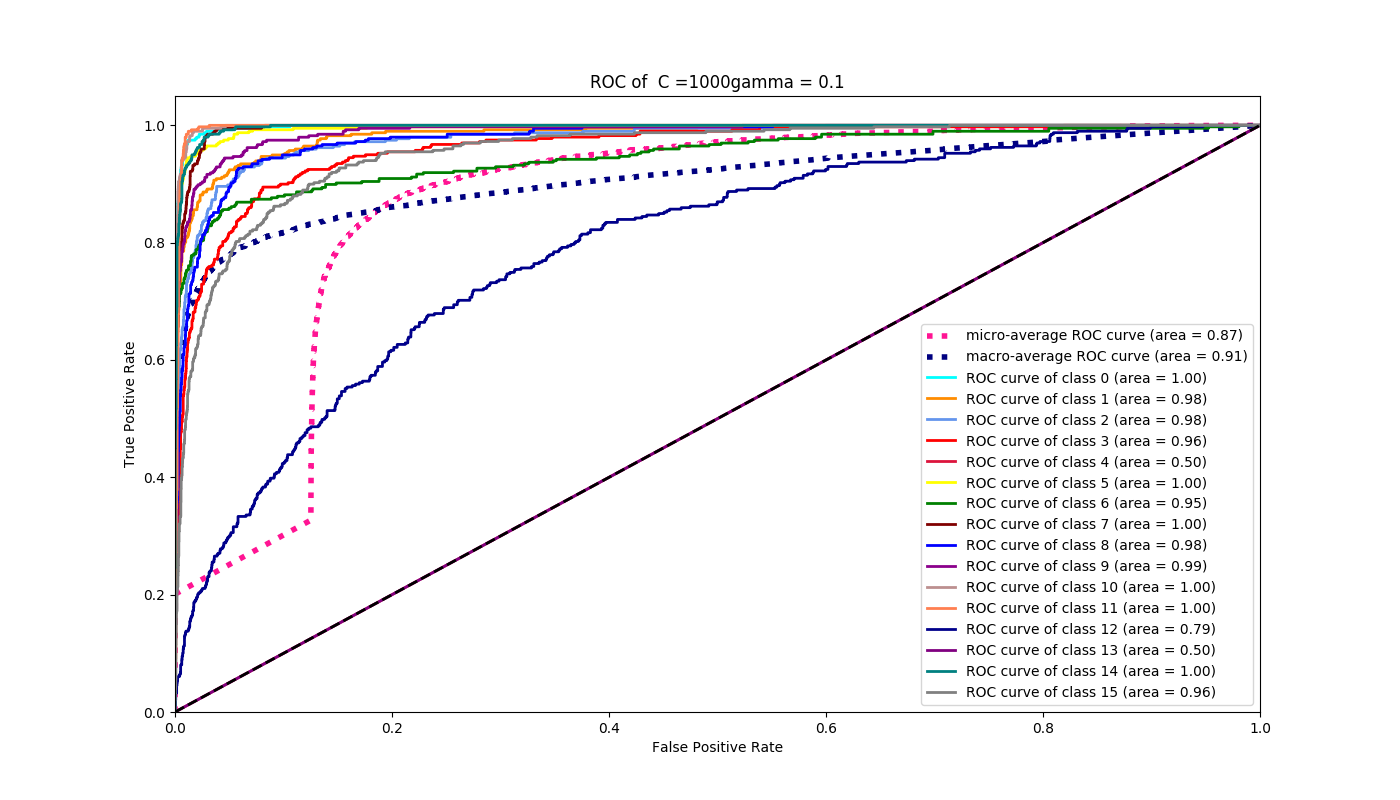 ROC of  C =1000gamma = 0.1
1.0
0.8
0.6
0.4
0.2
0.0
True Positive Rate
0.0 0.2 0.4 0.6 0.8 1.0
False Positive Rate
micro-average ROC curve (area = 0.87)
macro-average ROC curve (area = 0.91)
ROC curve of class 0 (area = 1.00)
ROC curve of class 1 (area = 0.98)
ROC curve of class 2 (area = 0.98)
ROC curve of class 3 (area = 0.96)
ROC curve of class 4 (area = 0.50)
ROC curve of class 5 (area = 1.00)
ROC curve of class 6 (area = 0.95)
ROC curve of class 7 (area = 1.00)
ROC curve of class 8 (area = 0.98)
ROC curve of class 9 (area = 0.99)
ROC curve of class 10 (area = 1.00)
ROC curve of class 11 (area = 1.00)
ROC curve of class 12 (area = 0.79)
ROC curve of class 13 (area = 0.50)
ROC curve of class 14 (area = 1.00)
ROC curve of class 15 (area = 0.96)